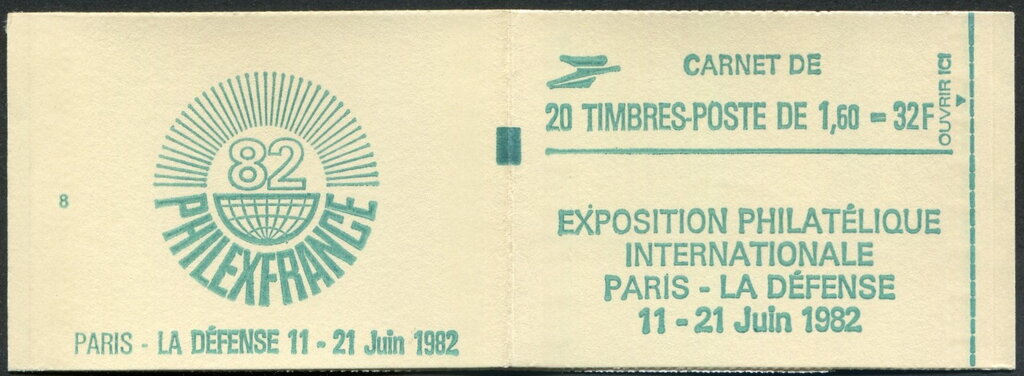 82
PHILEXFRANCE
8
PARIS - LA DÉFENSE 11 - 21 Juin 1982
CARNET DE
20 TIMBRES-POSTE DE 1,60 = 32F
OUVRIR ICI
EXPOSITION PHILATÉLIQUE
INTERNATIONALE
PARIS - LA DÉFENSE
11 - 21 Juin 1982